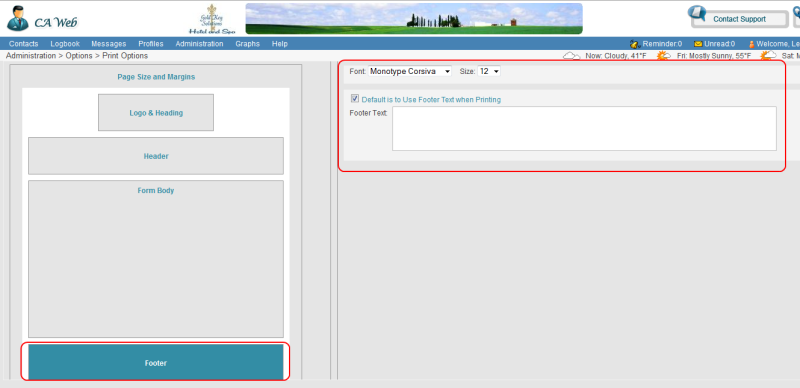 CA Web
Gold Key
Solutions
Hotel and Spa
Contact Support
Contacts Logbook Messages Profiles Administration Graphs Help
Reminder:0 Unread:0 Welcome, Le
Administration > Options > Print Options
Now: Cloudy, 41°F Fri: Mostly Sunny, 55°F Sat: M
Page Size and Margins
Logo & Heading
Header
Form Body
Footer
Font: Monotype Corsiva Size: 12
Default is to Use Footer Text when Printing
Footer Text: